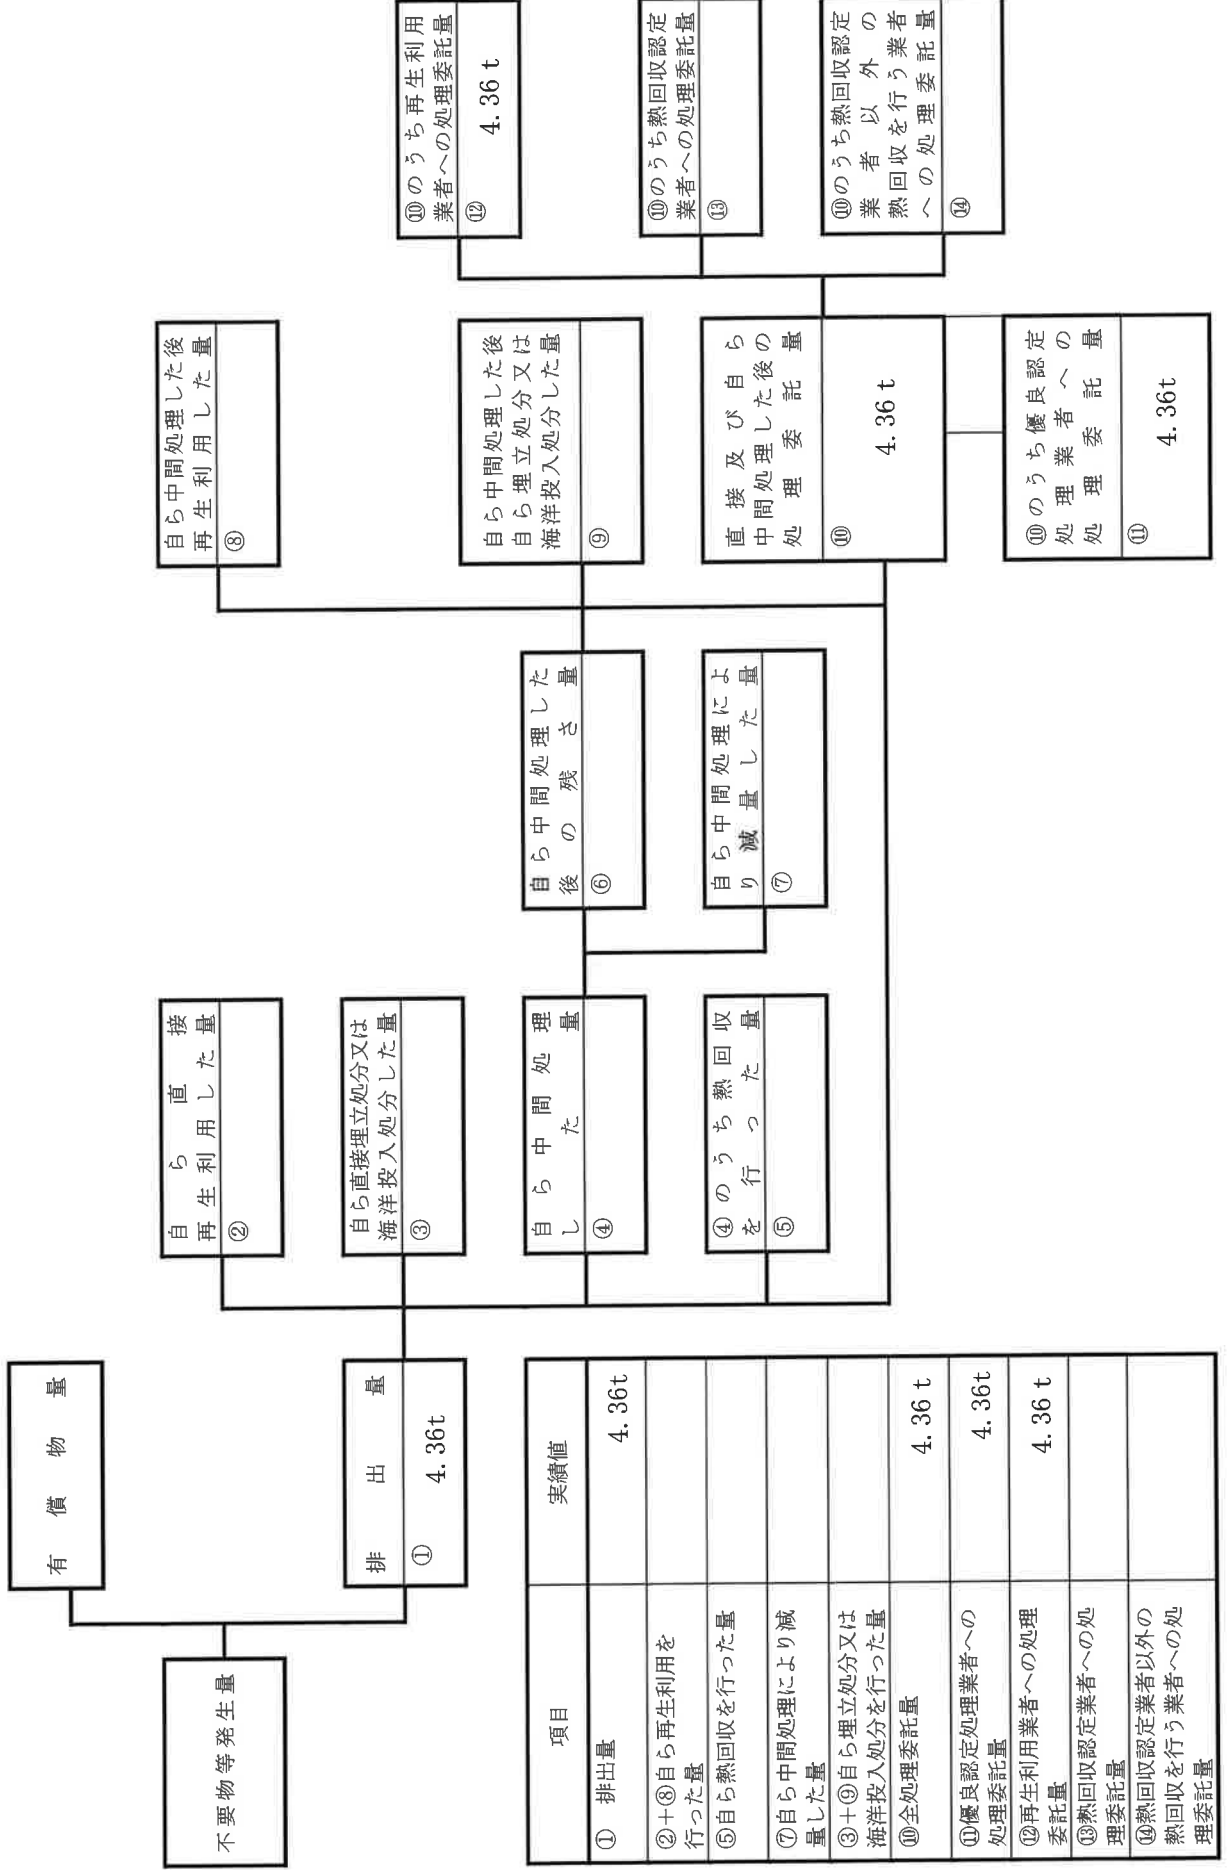 有償物量
不要物等発生量
排出量
① 4.36t
自ら直接
再生利用した量
②
自ら直接埋立処分又は
海洋投入処分した量
③
自ら中間処理
した量
④
④のうち熱回収
を行った量
⑤
自ら中間処理した
後の残さ量
⑥
自ら中間処理によ
り減量した量
⑦
自ら中間処理した後
再生利用した量
⑧
自ら中間処理した後
自ら埋立処分又は
海洋投入処分した量
⑨
直接及び自ら
中間処理した後の
処理委託量
⑩ 4.36t
⑩のうち優良認定
処理業者への
処理委託量
⑪ 4.36t
⑩のうち再生利用
業者への処理委託量
⑫ 4.36t
⑩のうち熱回収認定
業者への処理委託量
⑬
⑩のうち熱回収認定
業者以外の
熱回収を行う業者
への処理委託量
⑭
項目 実績値
① 排出量 4.36t
②+⑧自ら再生利用を
行った量
⑤自ら熱回収を行った量
⑦自ら中間処理により減
量した量
③+⑨自ら埋立処分又は
海洋投入処分を行った量
⑩全処理委託量 4.36t
⑪優良認定処理業者への
処理委託量 4.36t
⑫再生利用業者への処理
委託量 4.36t
⑬熱回収認定業者への処
理委託量
⑭熱回収認定業者以外の
熱回収を行う業者への処
理委託量